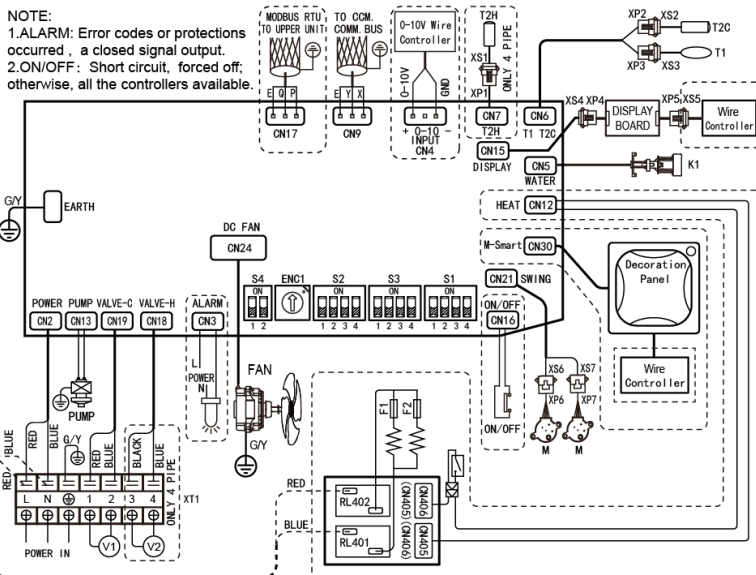 NOTE:
1.ALARM: Error codes or protections
occurred , a closed signal output.
2.ON/OFF: Short circuit, forced off;
otherwise, all the controllers available.
MODBUS RTU
TO UPPER UNIT
E Q P
CN17
TO CCM.
COMM. BUS
E Y X
CN9
0-10V Wire
Controller
0-10V
GND
+ 0-10 -
INPUT
CN4
T2H
XS1
XP1
ONLY 4 PIPE
CN7
T2H
CN6
T1 T2C
XP2 XS2
T2C
XP3 XS3
T1
XS4 XP4
DISPLAY
BOARD
XP5 XS5
Wire
Controller
CN15
DISPLAY
CN5
WATER
K1
HEAT CN12
M-Smart CN30
Decoration
Panel
Wire
Controller
CN21 SWING
G/Y
EARTH
DC FAN
CN24
S4
ON
1 2
ENC1
S2
ON
1 2 3 4
S3
ON
1 2 3 4
S1
ON
1 2 3 4
ON/OFF
CN16
ON/OFF
POWER
CN2
PUMP
CN13
VALVE-C
CN19
VALVE-H
CN18
ALARM
CN3
L
POWER
N
FAN
G/Y
PUMP
XS6
XS7
XP6
XP7
M
M
RED
BLUE
RED
BLUE
G/Y
RED
BLUE
BLACK
BLUE
ONLY 4 PIPE
L N 1 2 3 4
XT1
POWER IN
V1
V2
F1
F2
RED
BLUE
RL402
RL401
(CN405)
CN406
(CN406)
CN405